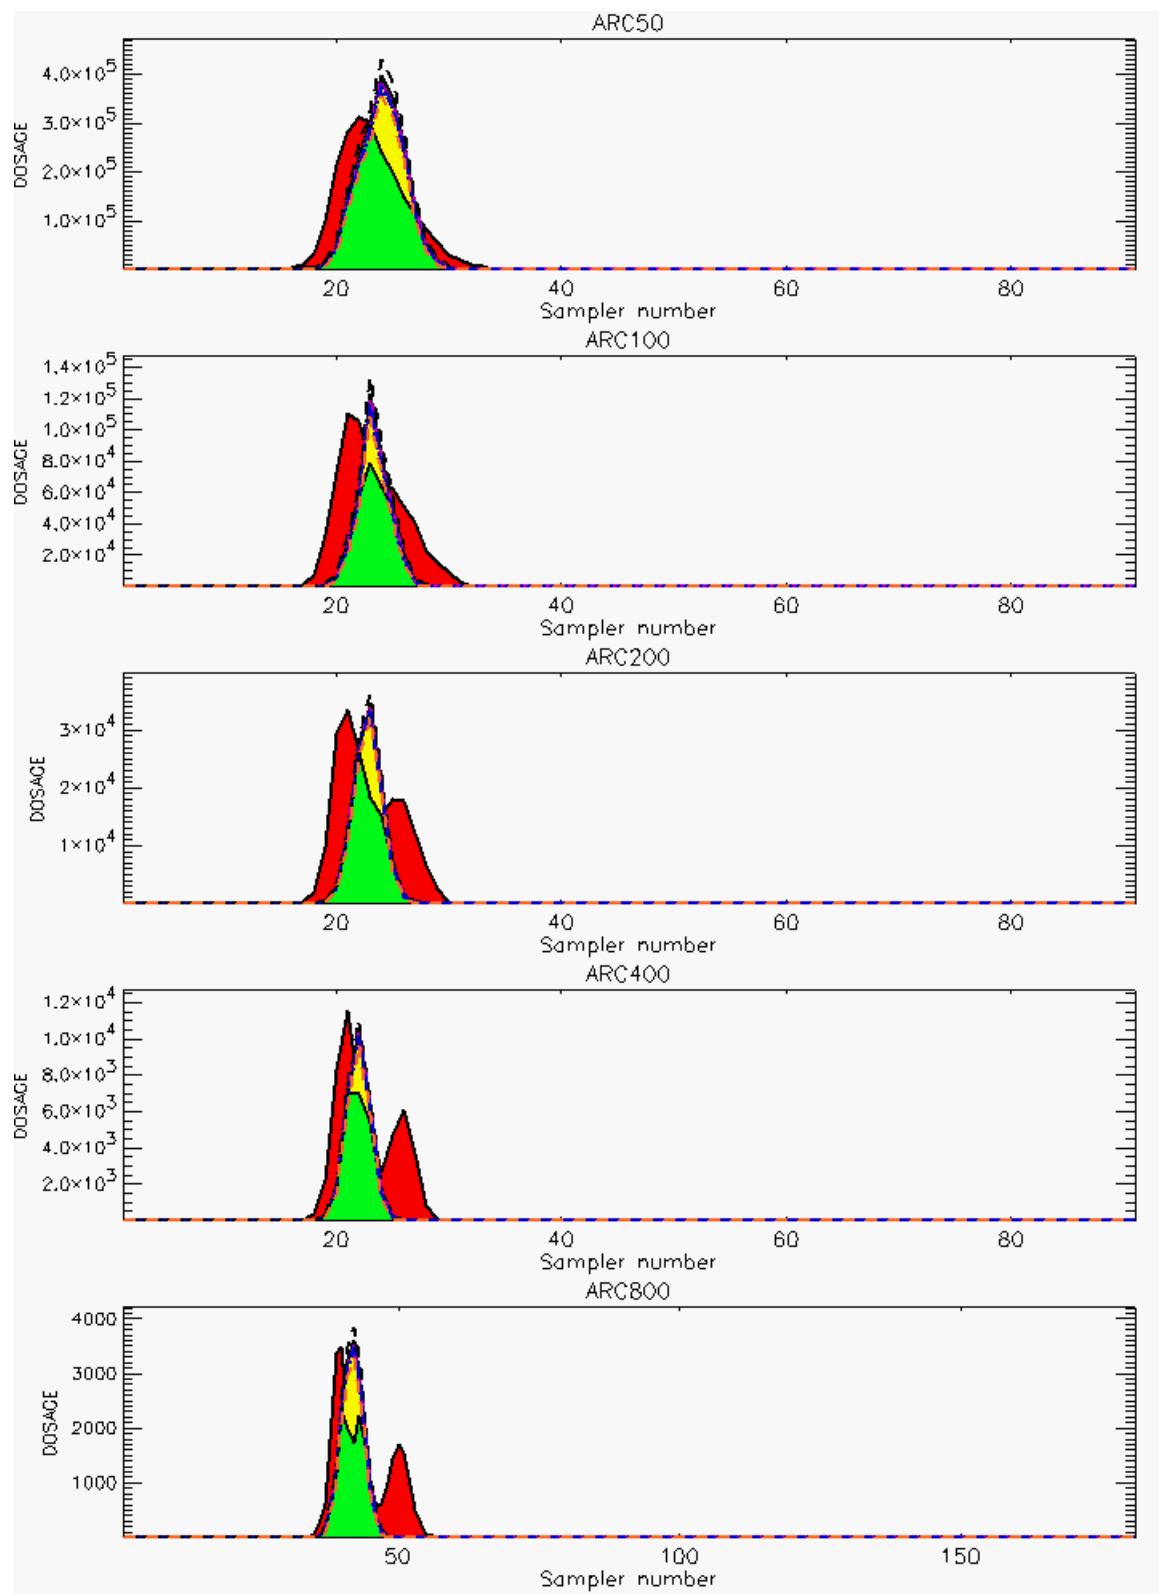 ARC50
4.0×10^5
3.0×10^5
2.0×10^5
1.0×10^5
DOSAGE
20 40 60 80
Sampler number
ARC100
1.4×10^5
1.2×10^5
1.0×10^5
8.0×10^4
6.0×10^4
4.0×10^4
2.0×10^4
DOSAGE
20 40 60 80
Sampler number
ARC200
3×10^4
2×10^4
1×10^4
DOSAGE
20 40 60 80
Sampler number
ARC400
1.2×10^4
1.0×10^4
8.0×10^3
6.0×10^3
4.0×10^3
2.0×10^3
DOSAGE
20 40 60 80
Sampler number
ARC800
4000
3000
2000
1000
DOSAGE
50 100 150
Sampler number